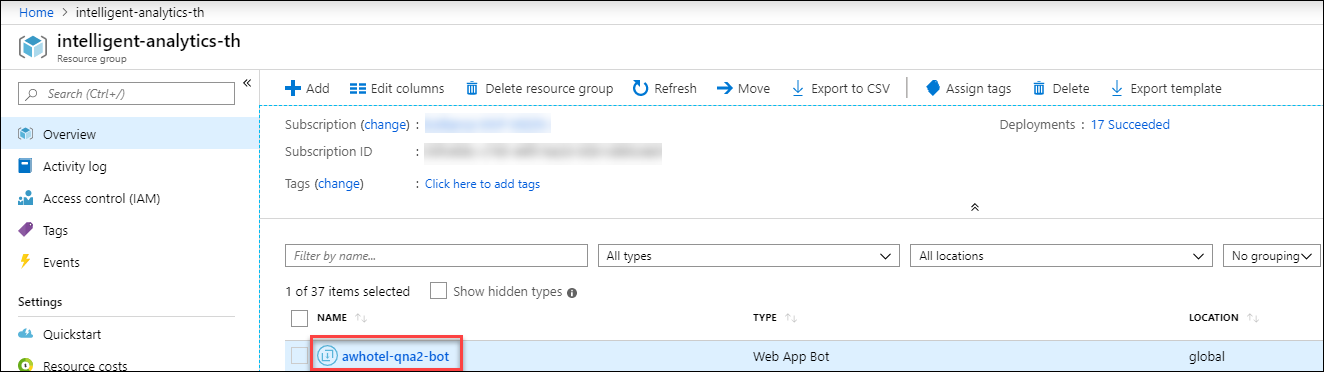 Home > intelligent-analytics-th
intelligent-analytics-th
Resource group
Search (Ctrl+/)
Overview
Activity log
Access control (IAM)
Tags
Events
Settings
Quickstart
Resource costs
Add Edit columns Delete resource group Refresh Move Export to CSV Assign tags Delete Export template
Subscription (change) : Deployments : 17 Succeeded
Subscription ID :
Tags (change) : Click here to add tags
Filter by name... All types All locations No grouping
1 of 37 items selected Show hidden types
NAME TYPE LOCATION
awhotel-qna2-bot Web App Bot global